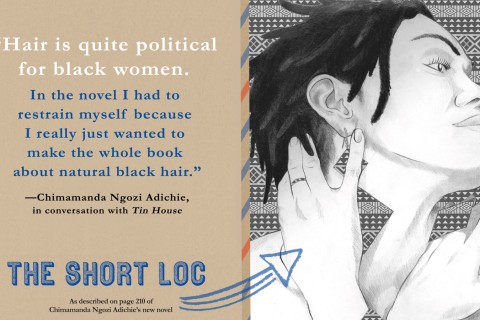 “Hair is quite political
for black women.
In the novel I had to
restrain myself because
I really just wanted to
make the whole book
about natural black hair.”
—Chimamanda Ngozi Adichie,
in conversation with Tin House
THE SHORT LOC
As described on page 210 of
Chimamanda Ngozi Adichie's new novel